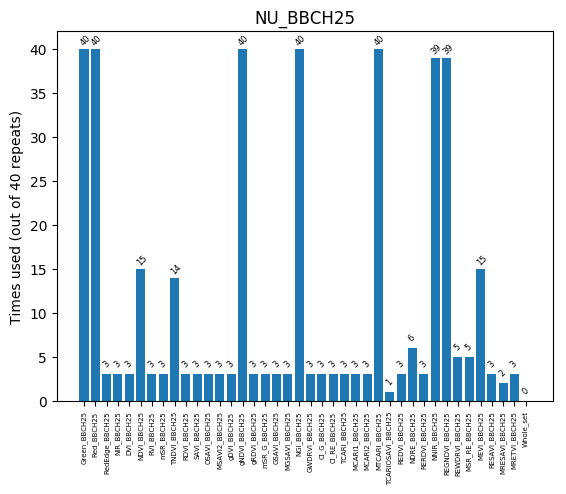 NU_BBCH25
Times used (out of 40 repeats)
40
35
30
25
20
15
10
5
0
40
40
3
3
3
15
3
3
14
3
3
3
3
3
40
3
3
3
3
40
3
3
3
3
3
3
40
1
3
6
3
39
39
5
5
15
3
2
3
0
Green_BBCH25
Red_BBCH25
RedEdge_BBCH25
NIR_BBCH25
DVI_BBCH25
NDVI_BBCH25
RVI_BBCH25
mSR_BBCH25
TNDVI_BBCH25
RDVI_BBCH25
SAVI_BBCH25
OSAVI_BBCH25
MSAVI2_BBCH25
gDVI_BBCH25
gNDVI_BBCH25
gRDVI_BBCH25
mSR_G_BBCH25
GSAVI_BBCH25
MGSAVI_BBCH25
NGI_BBCH25
GWDRVI_BBCH25
CI_G_BBCH25
CI_RE_BBCH25
TCARI_BBCH25
MCARI1_BBCH25
MCARI2_BBCH25
MTCARI_BBCH25
TCARIOSAVI_BBCH25
REDVI_BBCH25
NDRE_BBCH25
RERDVI_BBCH25
NNIR_BBCH25
REGNDVI_BBCH25
REWDRVI_BBCH25
MSR_RE_BBCH25
MEVI_BBCH25
RESAVI_BBCH25
MRESAVI_BBCH25
MRETVI_BBCH25
Whole_set